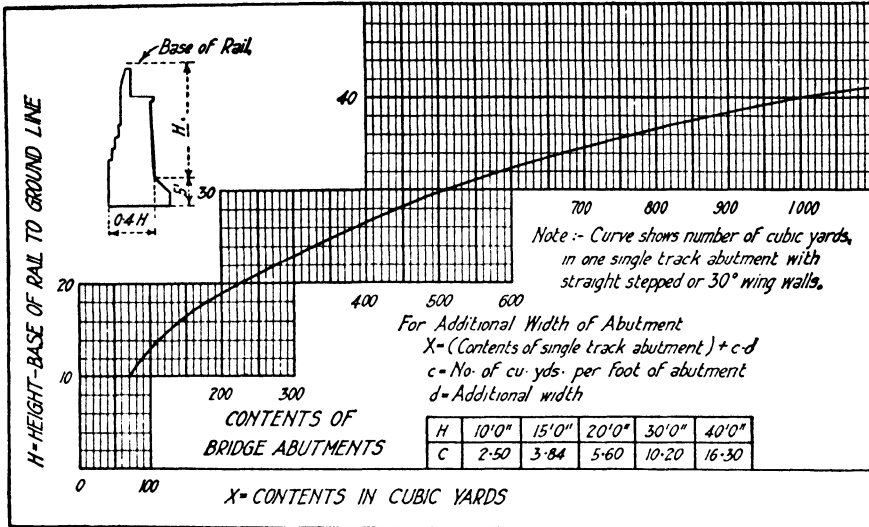 Base of Rail,
H.
5'
0·4 H
H=HEIGHT-BASE OF RAIL TO GROUND LINE
40
30
20
10
700 800 900 1000
Note :- Curve shows number of cubic yards,
in one single track abutment with
straight stepped or 30° wing walls.
400 500 600
For Additional Width of Abutment
X=(Contents of single track abutment) + c·d
c = No. of cu· yds· per foot of abutment
d= Additional width
200 300
CONTENTS OF
BRIDGE ABUTMENTS
H 10'0" 15'0" 20'0" 30'0" 40'0"
C 2·50 3·84 5·60 10·20 16·30
0 100
X= CONTENTS IN CUBIC YARDS